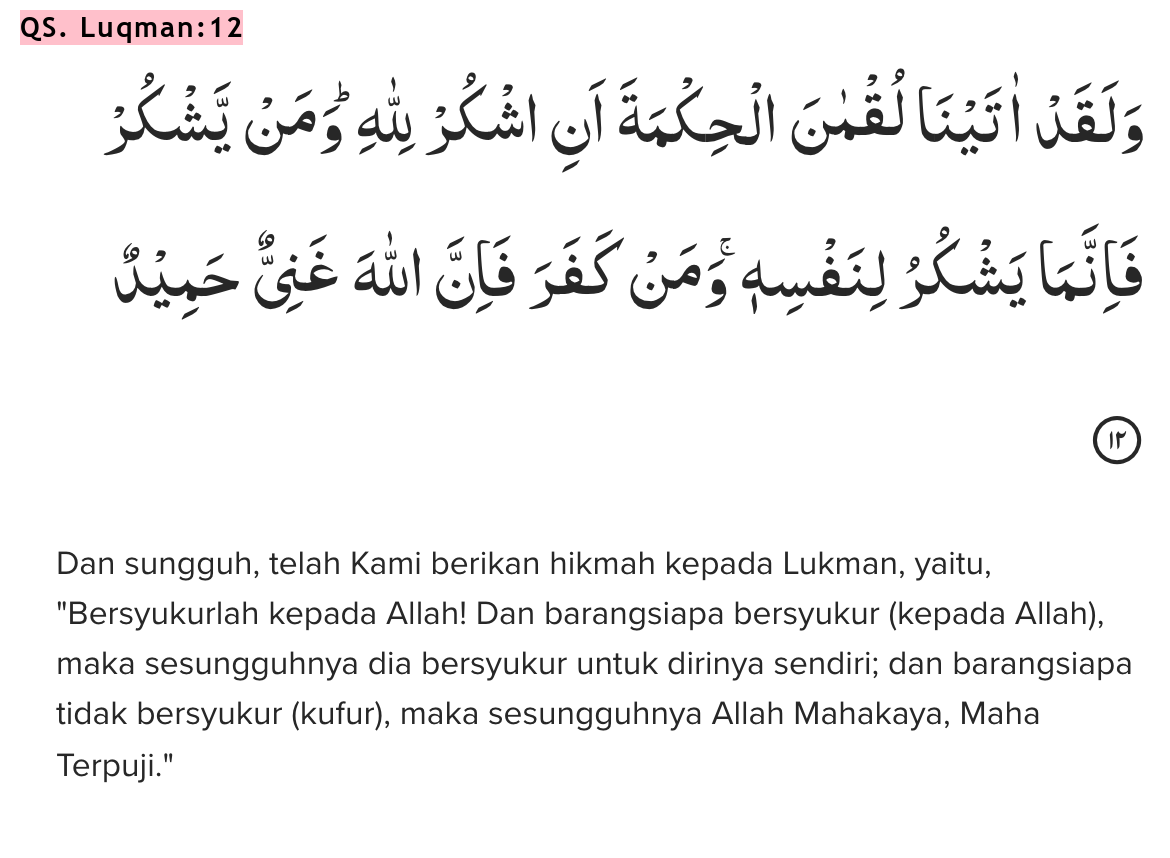 QS. Luqman:12
وَلَقَدْ اٰتَيْنَا لُقْمٰنَ الْحِكْمَةَ اَنِ اشْكُرْ لِلّٰهِ ۗوَمَنْ يَّشْكُرْ
فَاِنَّمَا يَشْكُرُ لِنَفْسِهٖ ۚوَمَنْ كَفَرَ فَاِنَّ اللّٰهَ غَنِيٌّ حَمِيْدٌ
١٢
Dan sungguh, telah Kami berikan hikmah kepada Lukman, yaitu,
"Bersyukurlah kepada Allah! Dan barangsiapa bersyukur (kepada Allah),
maka sesungguhnya dia bersyukur untuk dirinya sendiri; dan barangsiapa
tidak bersyukur (kufur), maka sesungguhnya Allah Mahakaya, Maha
Terpuji."